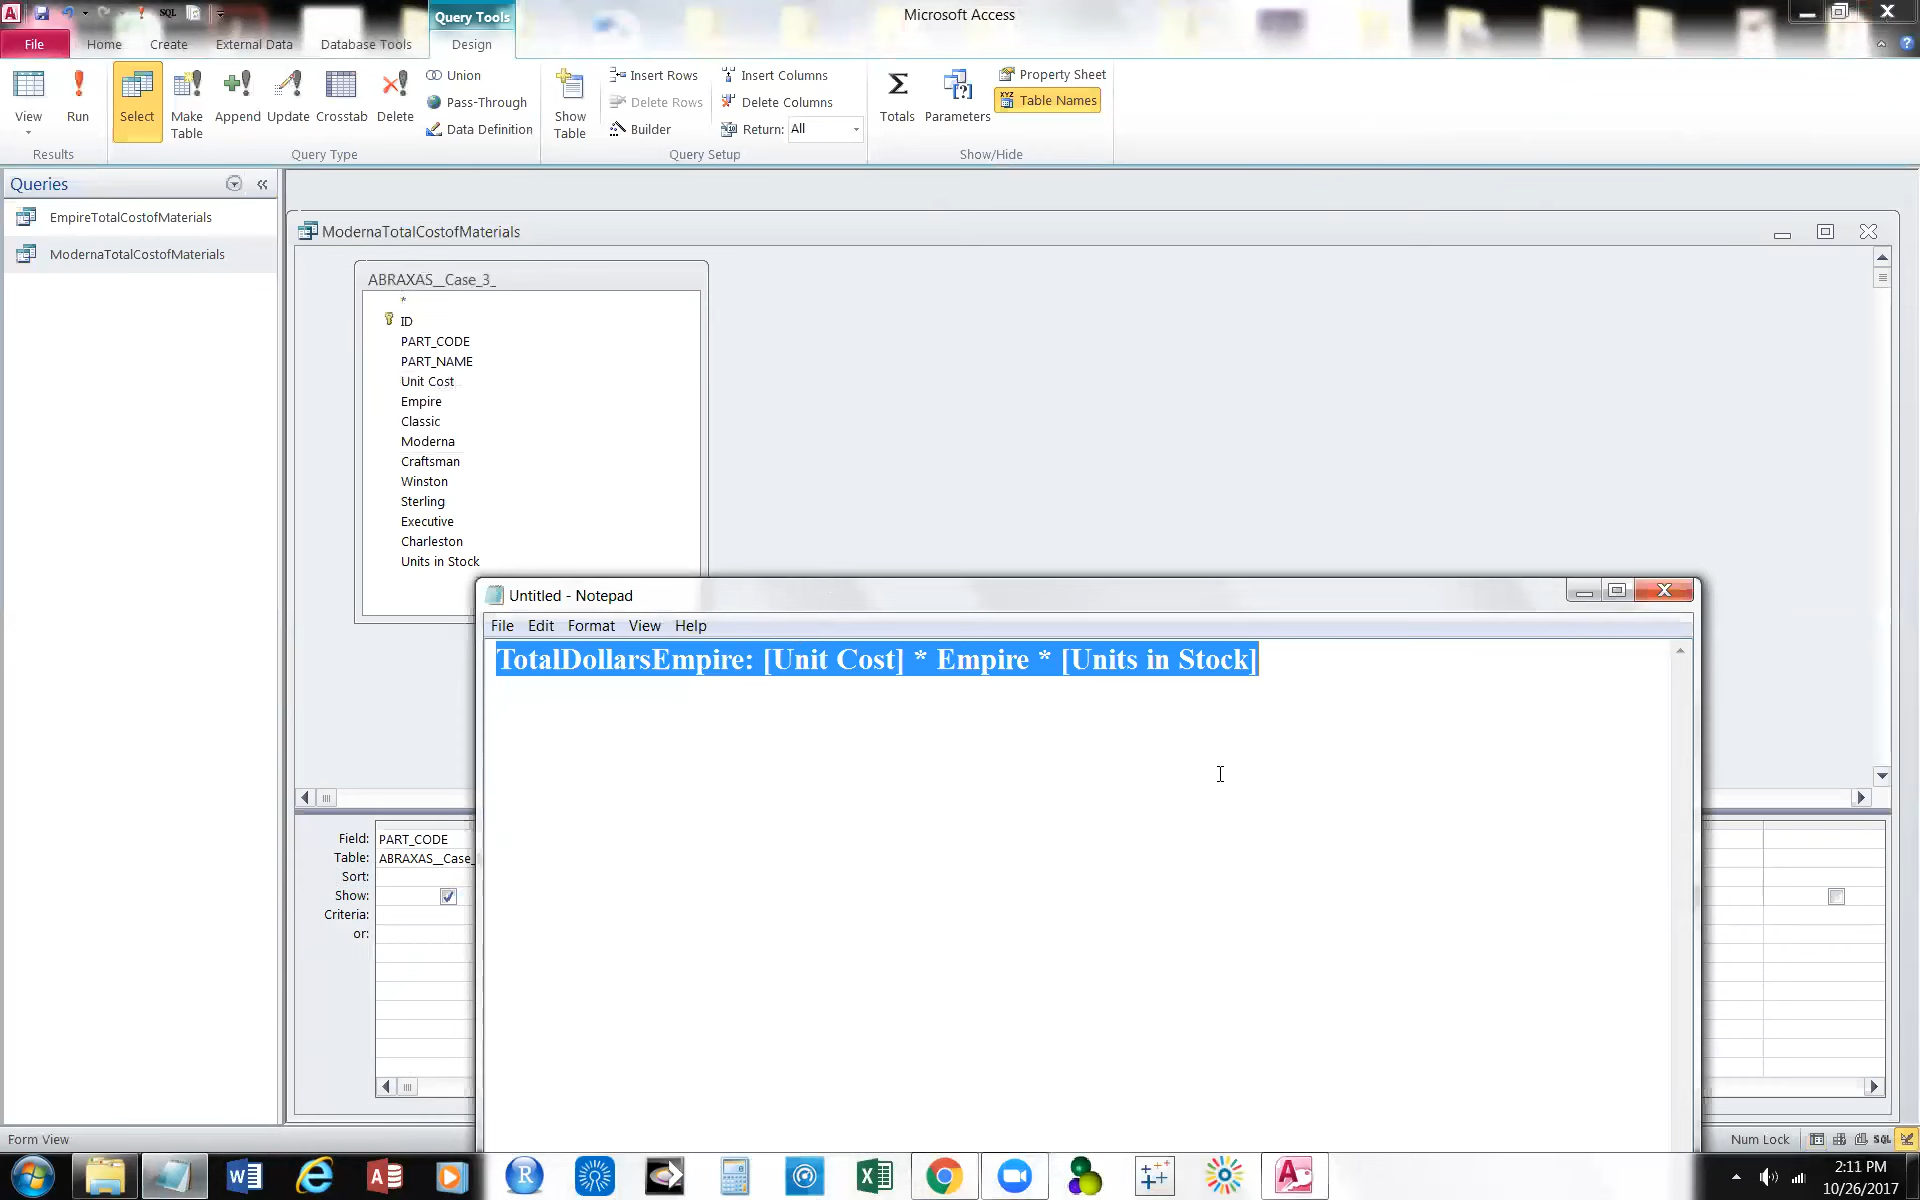 SQL
Query Tools
Microsoft Access
File Home Create External Data Database Tools Design
View
Run
Select
Make
Table
Append
Update
Crosstab
Delete
Union
Pass-Through
Data Definition
Show
Table
Insert Rows
Delete Rows
Builder
Insert Columns
Delete Columns
Return: All
Totals
Parameters
Property Sheet
Table Names
Results
Query Type
Query Setup
Show/Hide
Queries
EmpireTotalCostofMaterials
ModernaTotalCostofMaterials
ModernaTotalCostofMaterials
ABRAXAS__Case_3_
*
ID
PART_CODE
PART_NAME
Unit Cost
Empire
Classic
Moderna
Craftsman
Winston
Sterling
Executive
Charleston
Units in Stock
Untitled - Notepad
File Edit Format View Help
TotalDollarsEmpire: [Unit Cost] * Empire * [Units in Stock]
Field: PART_CODE
Table: ABRAXAS__Case_
Sort:
Show:
Criteria:
or:
Form View
Num Lock
SQL
2:11 PM
10/26/2017